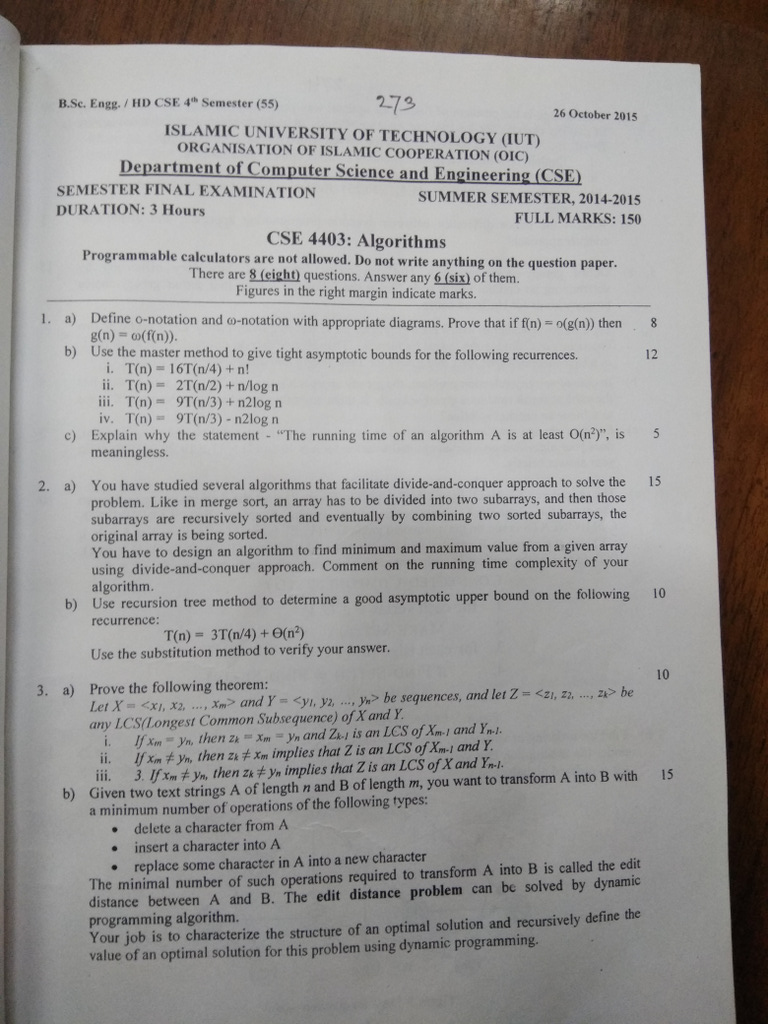 B.Sc. Engg. / HD CSE 4th Semester (55)
273
26 October 2015
ISLAMIC UNIVERSITY OF TECHNOLOGY (IUT)
ORGANISATION OF ISLAMIC COOPERATION (OIC)
Department of Computer Science and Engineering (CSE)
SEMESTER FINAL EXAMINATION SUMMER SEMESTER, 2014-2015
DURATION: 3 Hours FULL MARKS: 150
CSE 4403: Algorithms
Programmable calculators are not allowed. Do not write anything on the question paper.
There are 8 (eight) questions. Answer any 6 (six) of them.
Figures in the right margin indicate marks.
1. a) Define o-notation and ω-notation with appropriate diagrams. Prove that if f(n) = o(g(n)) then 8
g(n) = ω(f(n)).
b) Use the master method to give tight asymptotic bounds for the following recurrences. 12
i. T(n) = 16T(n/4) + n!
ii. T(n) = 2T(n/2) + n/log n
iii. T(n) = 9T(n/3) + n2log n
iv. T(n) = 9T(n/3) - n2log n
c) Explain why the statement - “The running time of an algorithm A is at least O(n²)”, is 5
meaningless.
2. a) You have studied several algorithms that facilitate divide-and-conquer approach to solve the 15
problem. Like in merge sort, an array has to be divided into two subarrays, and then those
subarrays are recursively sorted and eventually by combining two sorted subarrays, the
original array is being sorted.
You have to design an algorithm to find minimum and maximum value from a given array
using divide-and-conquer approach. Comment on the running time complexity of your
algorithm.
b) Use recursion tree method to determine a good asymptotic upper bound on the following 10
recurrence:
T(n) = 3T(n/4) + Θ(n²)
Use the substitution method to verify your answer.
3. a) Prove the following theorem: 10
Let X = <x1, x2, ..., xm> and Y = <y1, y2, ..., yn> be sequences, and let Z = <z1, z2, ..., zk> be
any LCS(Longest Common Subsequence) of X and Y.
i. If xm = yn, then zk = xm = yn and Zk-1 is an LCS of Xm-1 and Yn-1.
ii. If xm ≠ yn, then zk ≠ xm implies that Z is an LCS of Xm-1 and Y.
iii. 3. If xm ≠ yn, then zk ≠ yn implies that Z is an LCS of X and Yn-1.
b) Given two text strings A of length n and B of length m, you want to transform A into B with 15
a minimum number of operations of the following types:
• delete a character from A
• insert a character into A
• replace some character in A into a new character
The minimal number of such operations required to transform A into B is called the edit
distance between A and B. The edit distance problem can be solved by dynamic
programming algorithm.
Your job is to characterize the structure of an optimal solution and recursively define the
value of an optimal solution for this problem using dynamic programming.